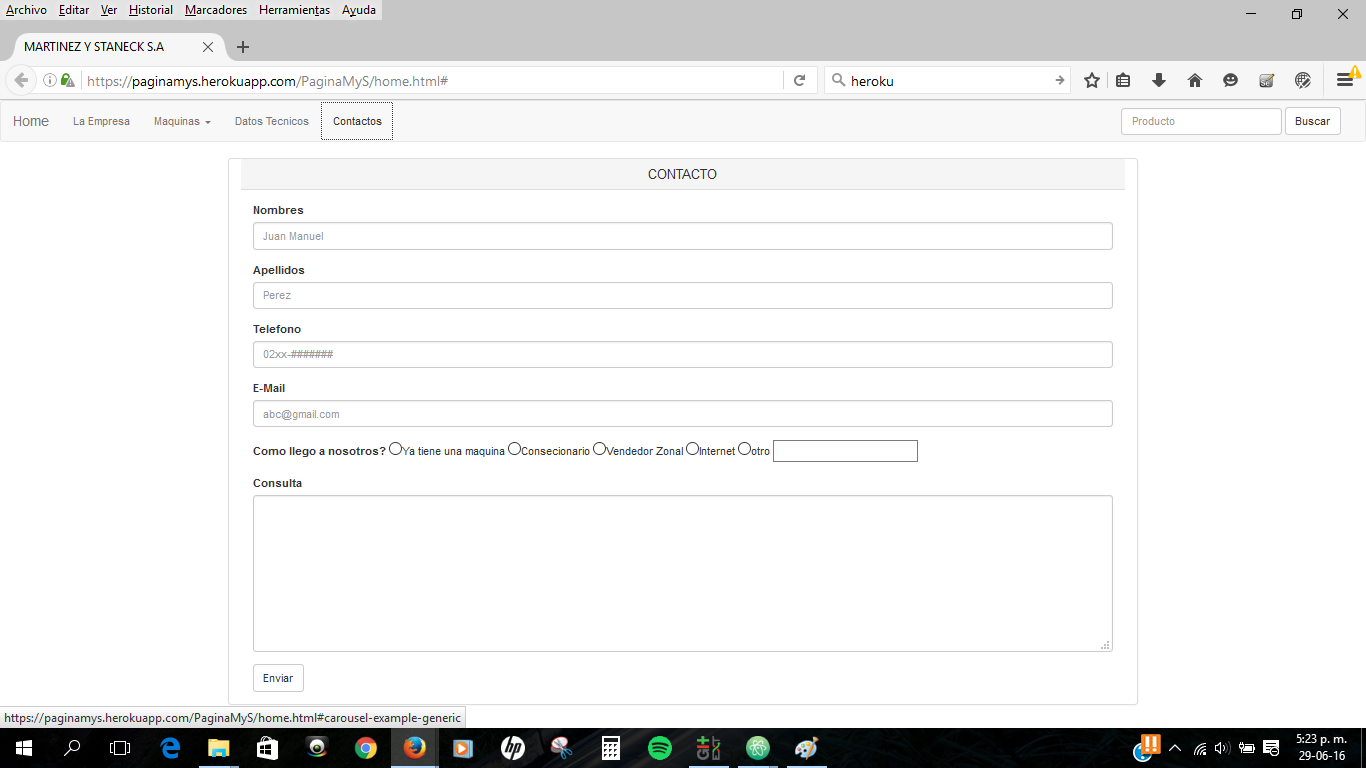 Archivo Editar Ver Historial Marcadores Herramientas Ayuda
MARTINEZ Y STANECK S.A
https://paginamys.herokuapp.com/PaginaMyS/home.html#
heroku
Home La Empresa Maquinas Datos Tecnicos Contactos Producto Buscar
CONTACTO
Nombres
Juan Manuel
Apellidos
Perez
Telefono
02xx-#######
E-Mail
abc@gmail.com
Como llego a nosotros? Ya tiene una maquina Consecionario Vendedor Zonal Internet otro
Consulta
Enviar
https://paginamys.herokuapp.com/PaginaMyS/home.html#carousel-example-generic
5:23 p. m.
29-06-16